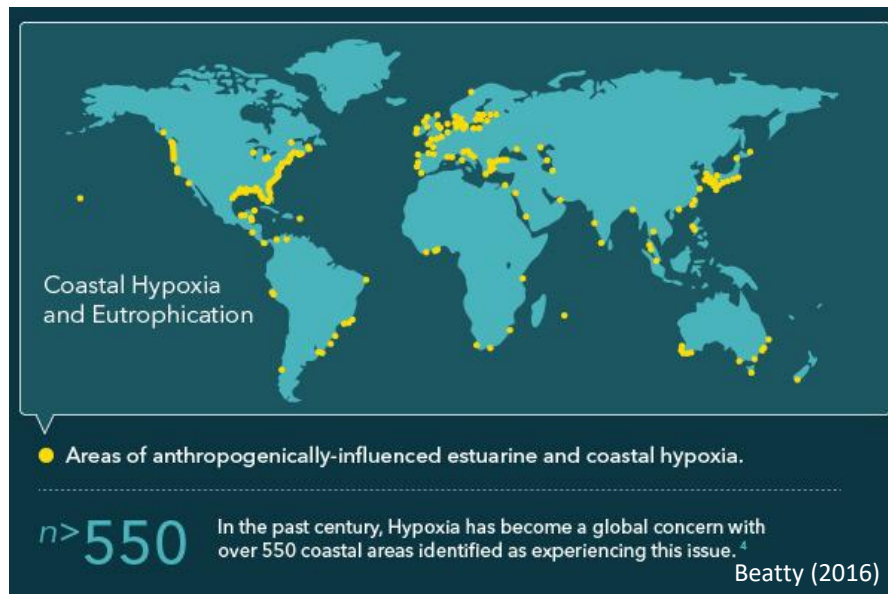 Coastal Hypoxia
and Eutrophication
Areas of anthropogenically-influenced estuarine and coastal hypoxia.
n>550
In the past century, Hypoxia has become a global concern with
over 550 coastal areas identified as experiencing this issue. 4
Beatty (2016)